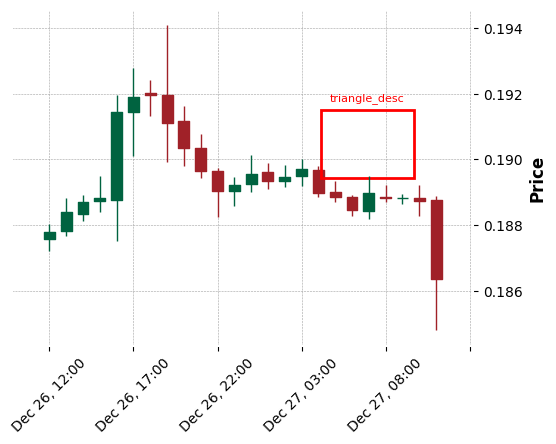 0.194
0.192
0.190
0.188
0.186
Price
triangle_desc
Dec 26, 12:00
Dec 26, 17:00
Dec 26, 22:00
Dec 27, 03:00
Dec 27, 08:00